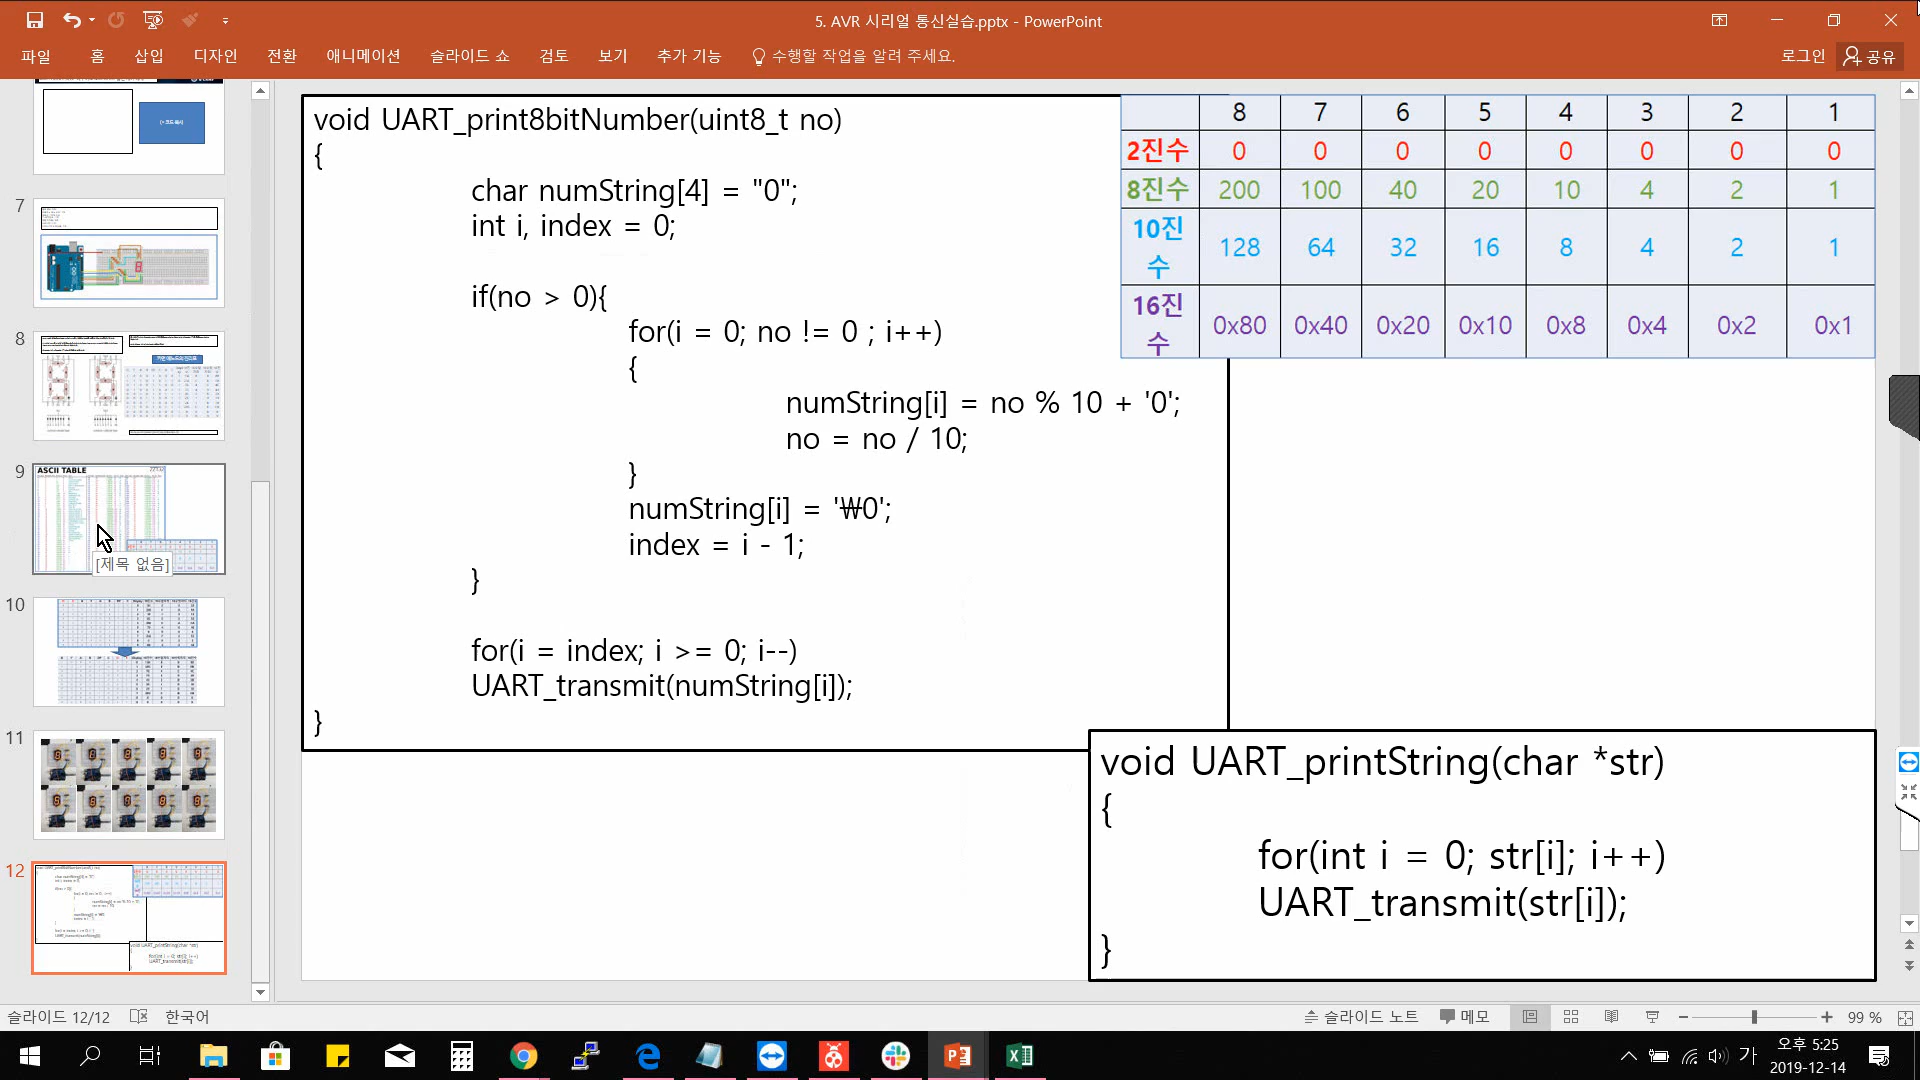 5. AVR 시리얼 통신실습.pptx - PowerPoint
파일 홈 삽입 디자인 전환 애니메이션 슬라이드 쇼 검토 보기 추가 기능 수행할 작업을 알려 주세요. 로그인 공유
7
8
9
ASCII TABLE
[제목 없음]
10
11
12
void UART_print8bitNumber(uint8_t no)
{
char numString[4] = "0";
int i, index = 0;
if(no > 0){
for(i = 0; no != 0 ; i++)
{
numString[i] = no % 10 + '0';
no = no / 10;
}
numString[i] = '₩0';
index = i - 1;
}
for(i = index; i >= 0; i--)
UART_transmit(numString[i]);
}
8 7 6 5 4 3 2 1
2진수 0 0 0 0 0 0 0 0
8진수 200 100 40 20 10 4 2 1
10진수 128 64 32 16 8 4 2 1
16진수 0x80 0x40 0x20 0x10 0x8 0x4 0x2 0x1
void UART_printString(char *str)
{
for(int i = 0; str[i]; i++)
UART_transmit(str[i]);
}
슬라이드 12/12 한국어 슬라이드 노트 메모 99 %
가 오후 5:25
2019-12-14